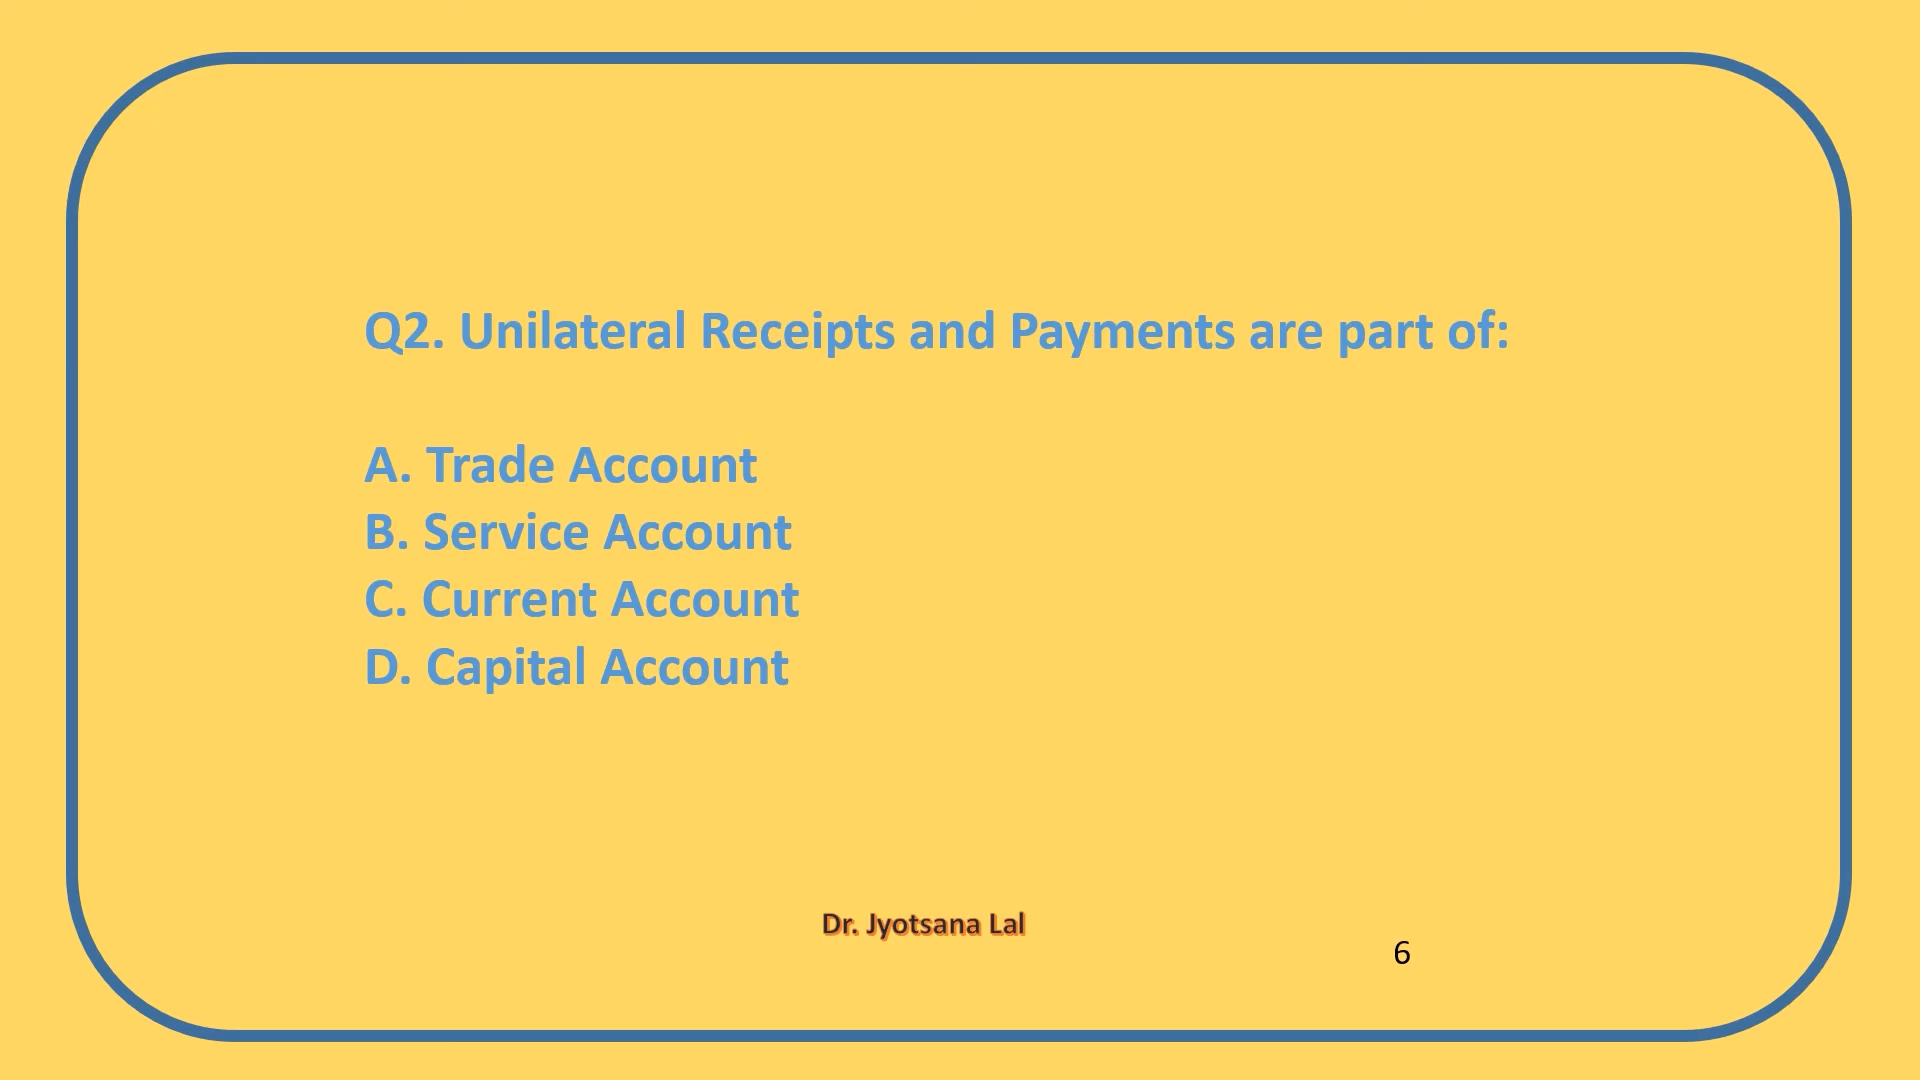 Q2. Unilateral Receipts and Payments are part of:
A. Trade Account
B. Service Account
C. Current Account
D. Capital Account
Dr. Jyotsana Lal
6